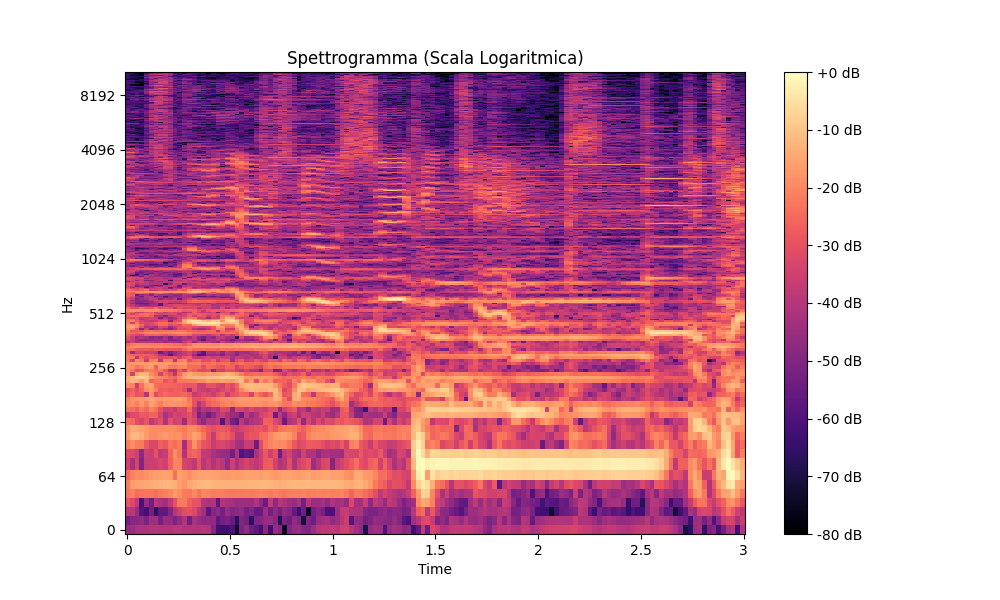 Spettrogramma (Scala Logaritmica)
Hz
8192
4096
2048
1024
512
256
128
64
0
0 0.5 1 1.5 2 2.5 3
Time
+0 dB
-10 dB
-20 dB
-30 dB
-40 dB
-50 dB
-60 dB
-70 dB
-80 dB